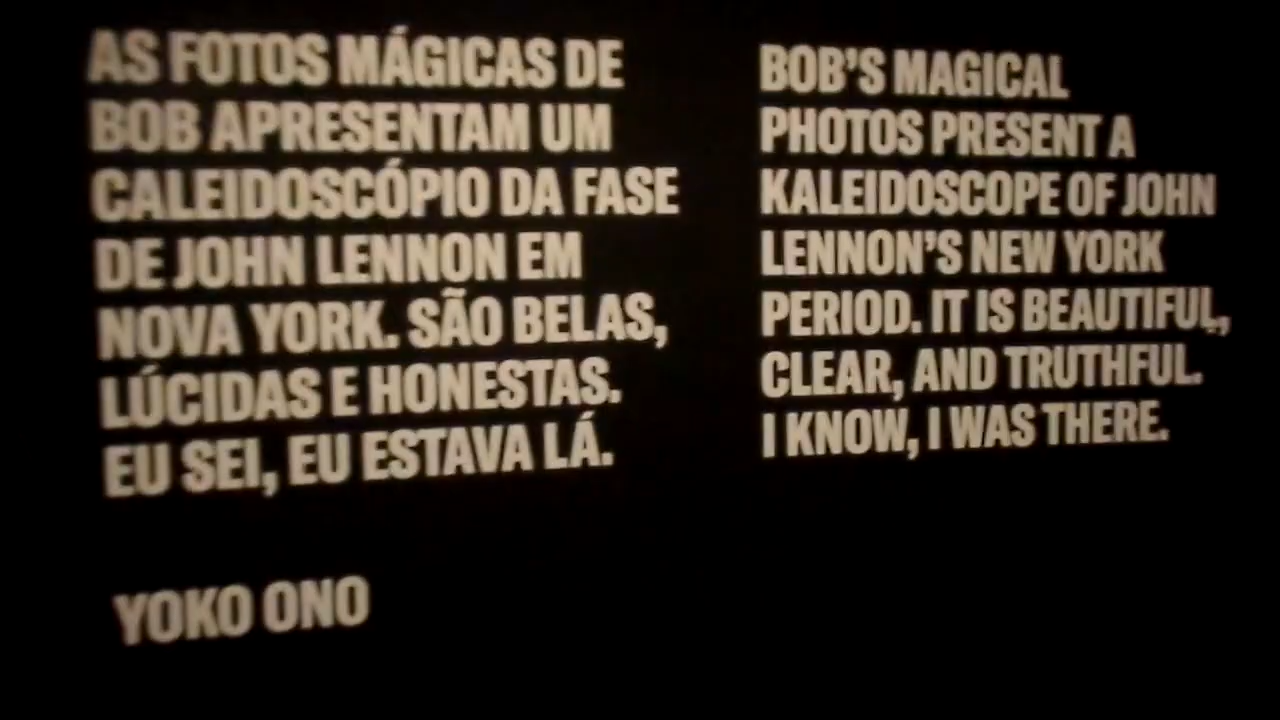 AS FOTOS MÁGICAS DE
BOB APRESENTAM UM
CALEIDOSCÓPIO DA FASE
DE JOHN LENNON EM
NOVA YORK. SÃO BELAS,
LÚCIDAS E HONESTAS.
EU SEI, EU ESTAVA LÁ.
YOKO ONO
BOB'S MAGICAL
PHOTOS PRESENT A
KALEIDOSCOPE OF JOHN
LENNON'S NEW YORK
PERIOD. IT IS BEAUTIFUL,
CLEAR, AND TRUTHFUL.
I KNOW, I WAS THERE.